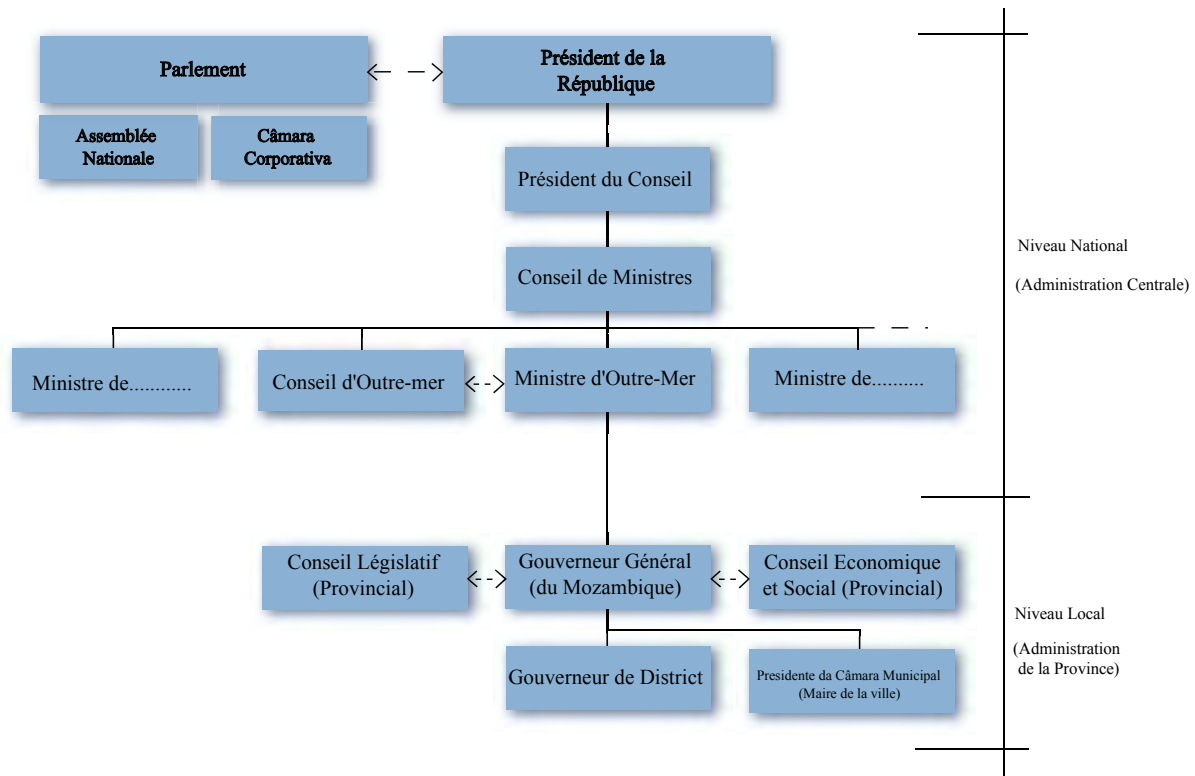 Parlement
Président de la
République
Assemblée
Nationale
Câmara
Corporativa
Président du Conseil
Conseil de Ministres
Niveau National
(Administration Centrale)
Ministre de............
Conseil d'Outre-mer
Ministre d'Outre-Mer
Ministre de..........
Conseil Législatif
(Provincial)
Gouverneur Général
(du Mozambique)
Conseil Economique
et Social (Provincial)
Niveau Local
(Administration
de la Province)
Gouverneur de District
Presidente da Câmara Municipal
(Maire de la ville)